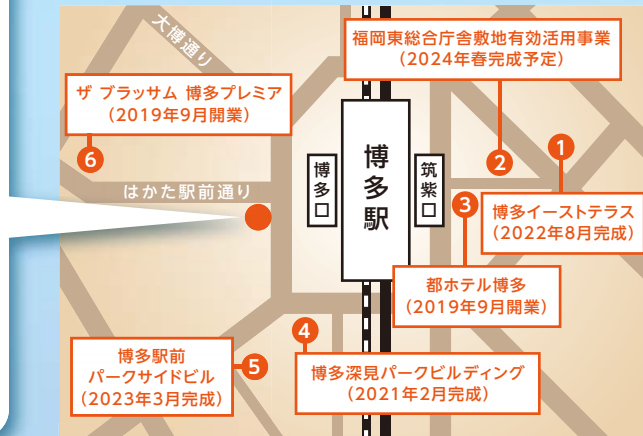 大博通り
福岡東総合庁舎敷地有効活用事業
(2024年春完成予定)
ザ ブラッサム 博多プレミア
(2019年9月開業)
6
2
1
はかた駅前通り
博多口
博多駅
筑紫口
3
博多イーストテラス
(2022年8月完成)
都ホテル博多
(2019年9月開業)
4
博多駅前
パークサイドビル
(2023年3月完成)
5
博多深見パークビルディング
(2021年2月完成)